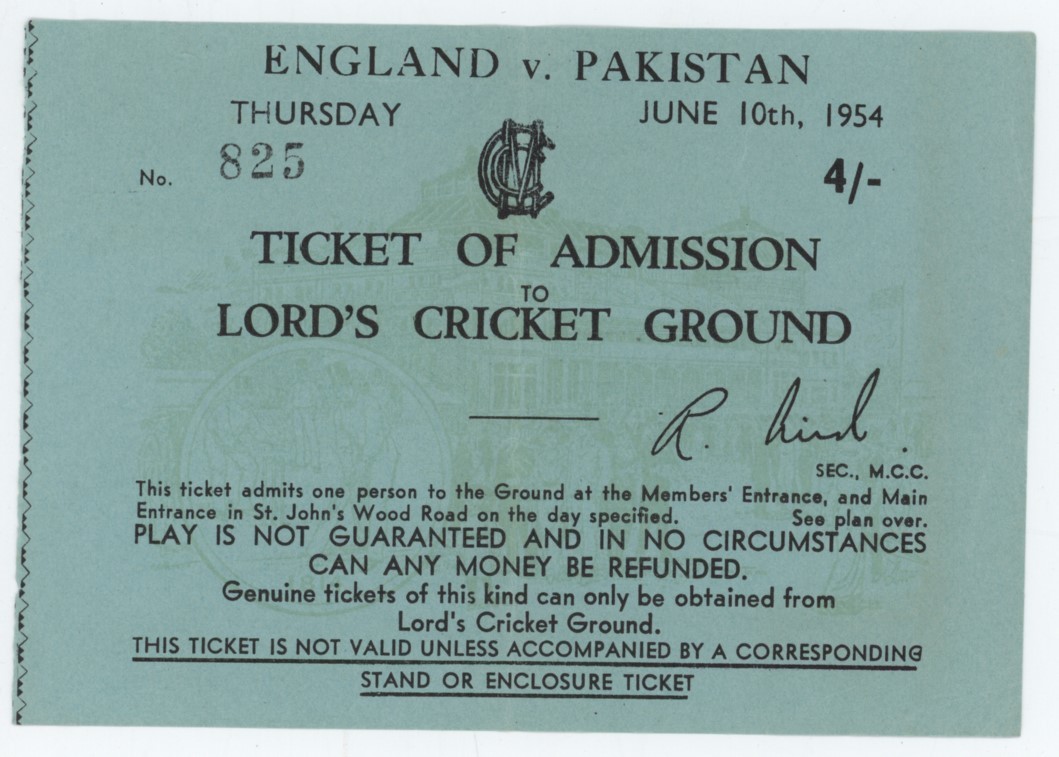 ENGLAND v. PAKISTAN
THURSDAY JUNE 10th, 1954
No. 825 4/-
MCC
TICKET OF ADMISSION
TO
LORD'S CRICKET GROUND
R. Aird.
SEC., M.C.C.
This ticket admits one person to the Ground at the Members' Entrance, and Main
Entrance in St. John's Wood Road on the day specified. See plan over.
PLAY IS NOT GUARANTEED AND IN NO CIRCUMSTANCES
CAN ANY MONEY BE REFUNDED.
Genuine tickets of this kind can only be obtained from
Lord's Cricket Ground.
THIS TICKET IS NOT VALID UNLESS ACCOMPANIED BY A CORRESPONDING
STAND OR ENCLOSURE TICKET